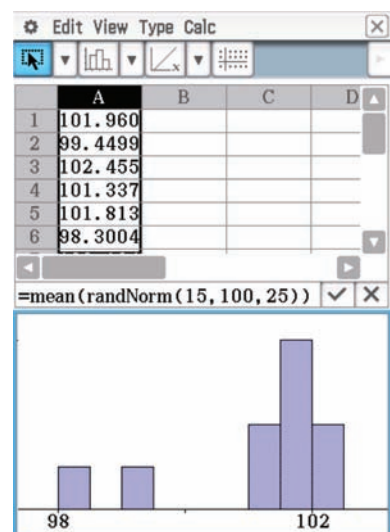 Edit View Type Calc
A B C D
1 101.960
2 99.4499
3 102.455
4 101.337
5 101.813
6 98.3004
=mean(randNorm(15,100,25))
98 102